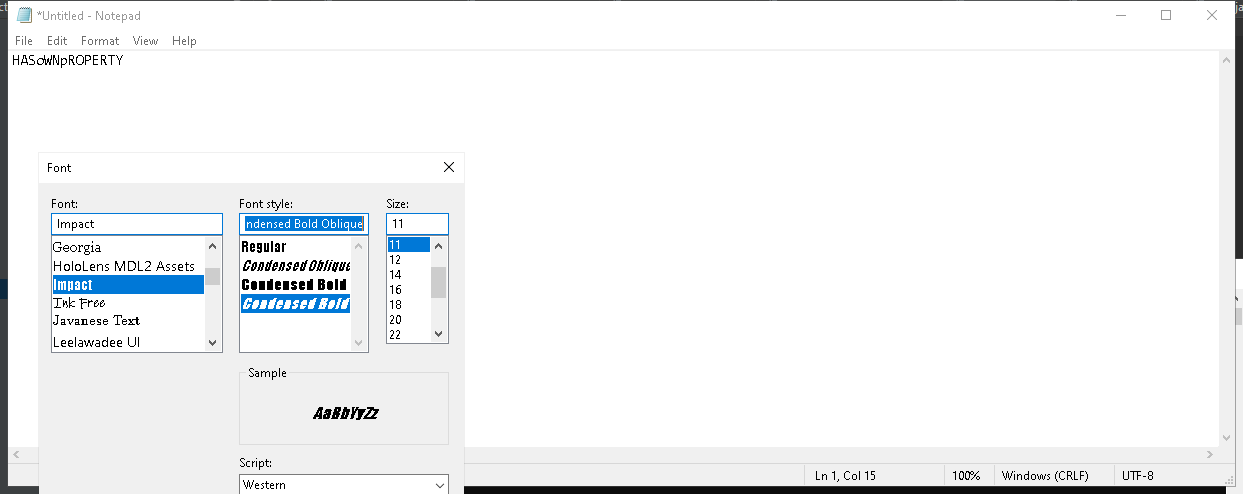 *Untitled - Notepad
File Edit Format View Help
HASoWNpROPERTY
Font
Font: Font style: Size:
Impact ndensed Bold Oblique 11
Georgia
HoloLens MDL2 Assets
Impact
Ink Free
Javanese Text
Leelawadee UI
Regular
Condensed Oblique
Condensed Bold
Condensed Bold
11
12
14
16
18
20
22
Sample
AaBbYyZz
Script:
Western
Ln 1, Col 15 100% Windows (CRLF) UTF-8